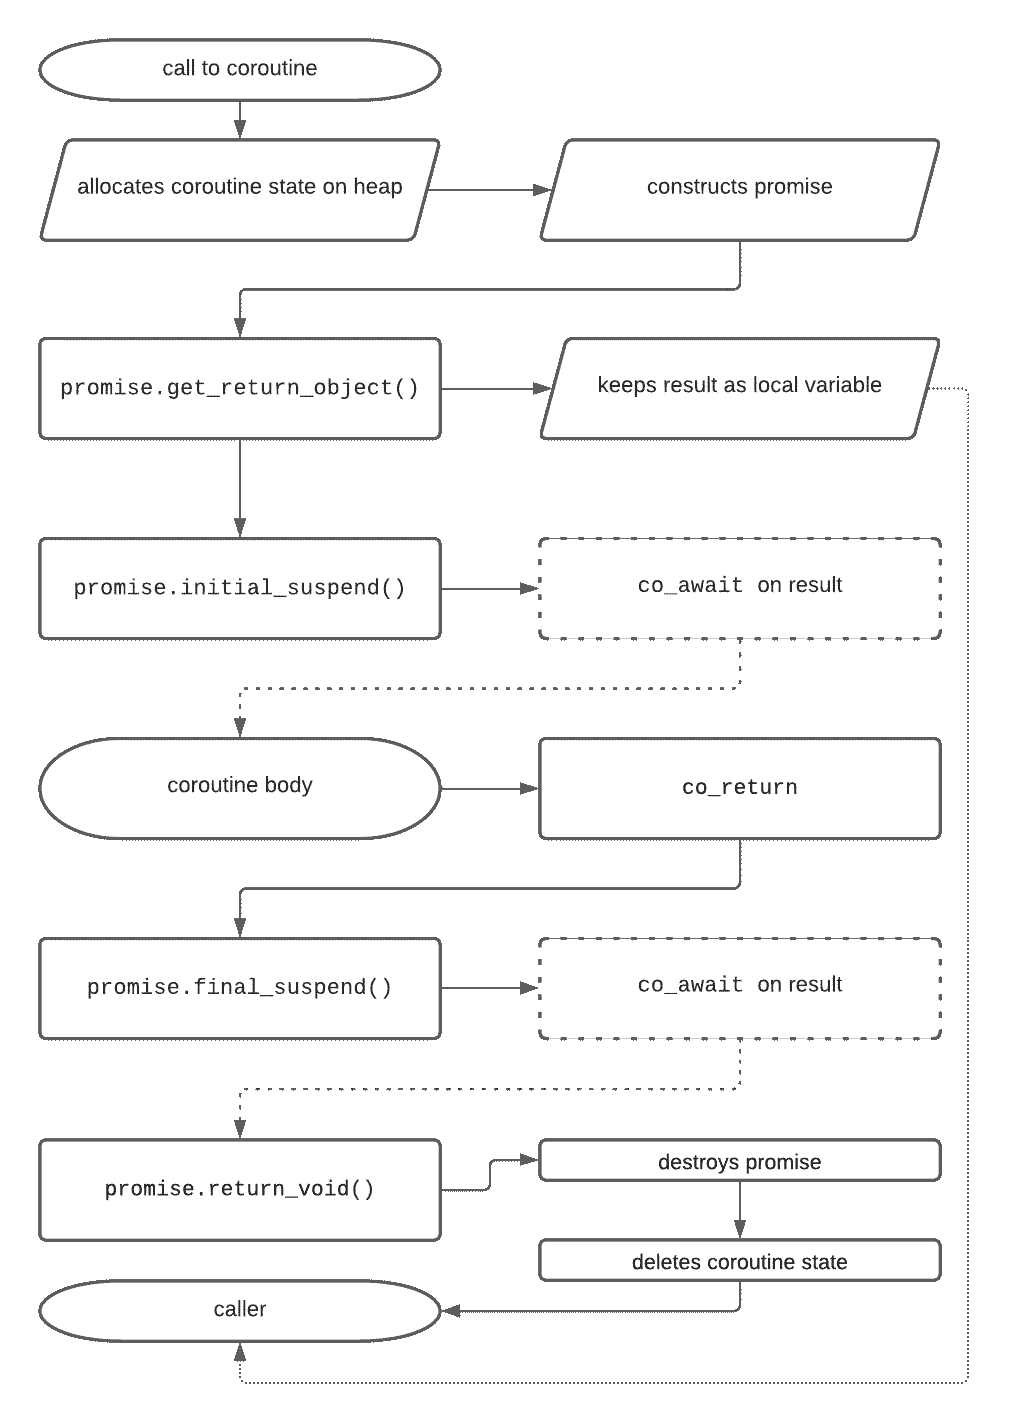 call to coroutine
allocates coroutine state on heap
constructs promise
promise.get_return_object()
keeps result as local variable
promise.initial_suspend()
co_await on result
coroutine body
co_return
promise.final_suspend()
co_await on result
promise.return_void()
destroys promise
deletes coroutine state
caller